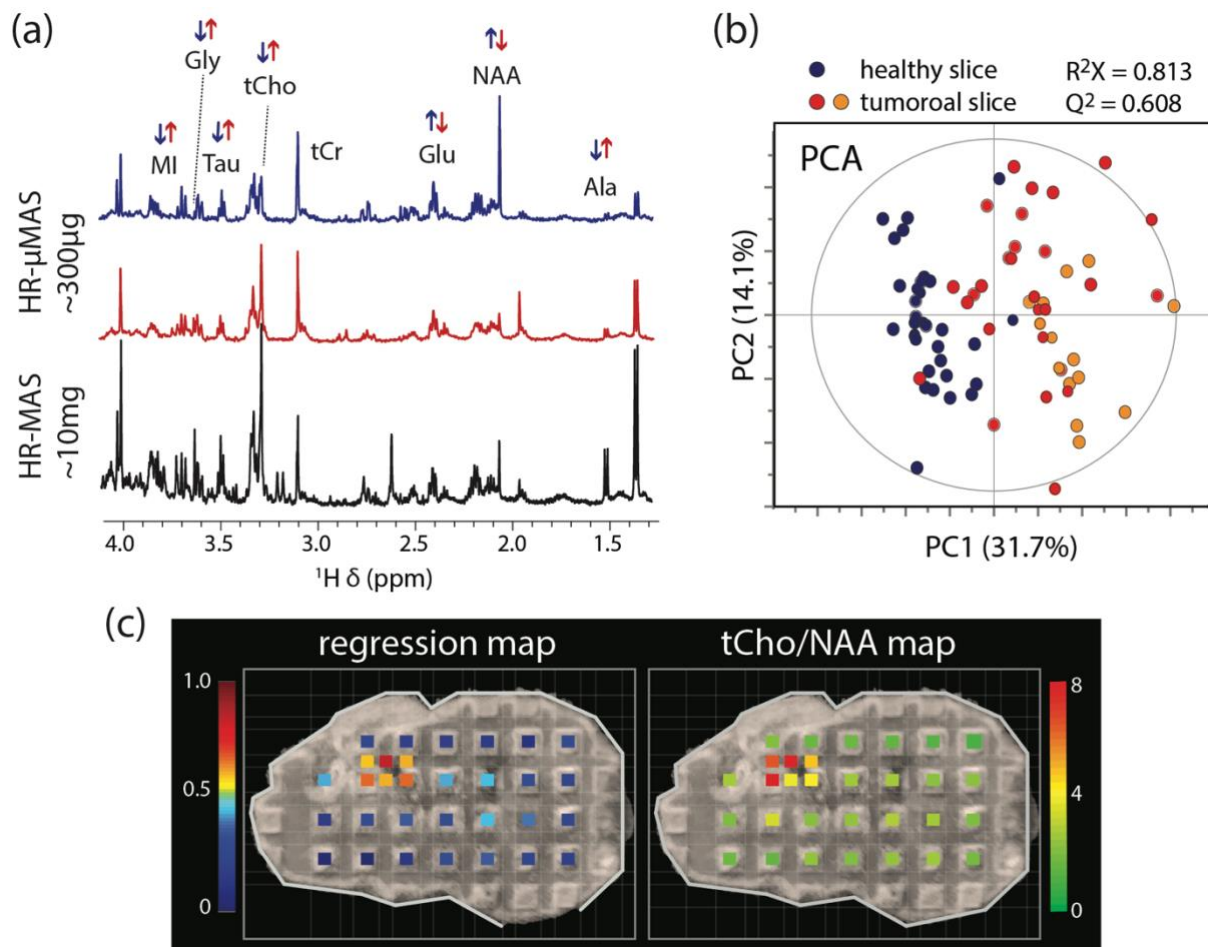 (a)
Gly
tCho
NAA
MI
Tau
tCr
Glu
Ala
HR-µMAS
~300µg
HR-MAS
~10mg
4.0 3.5 3.0 2.5 2.0 1.5
¹H δ (ppm)
(b)
healthy slice
R²X = 0.813
tumoroal slice
Q² = 0.608
PCA
PC2 (14.1%)
PC1 (31.7%)
(c)
regression map
tCho/NAA map
1.0
0.5
0
8
4
0